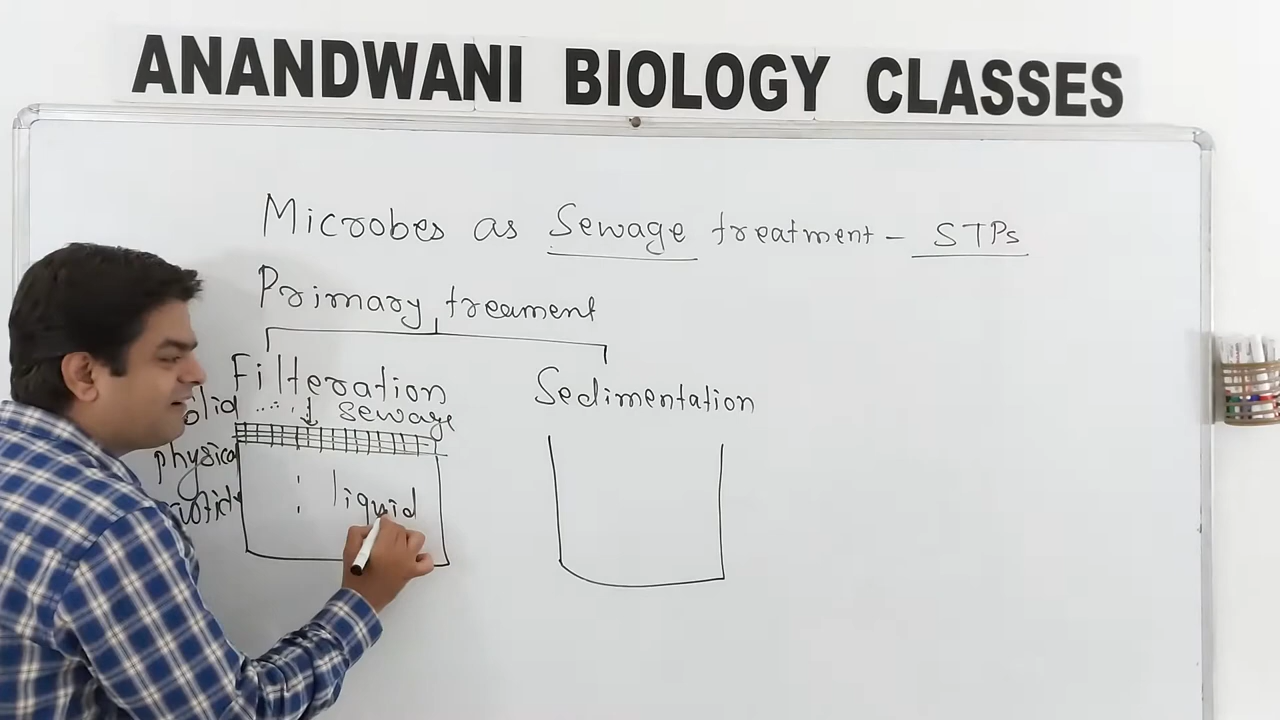 ANANDWANI BIOLOGY CLASSES
Microbes as Sewage treatment - STPs
Primary treament
Filteration
Sedimentation
sewage
physical
liquid